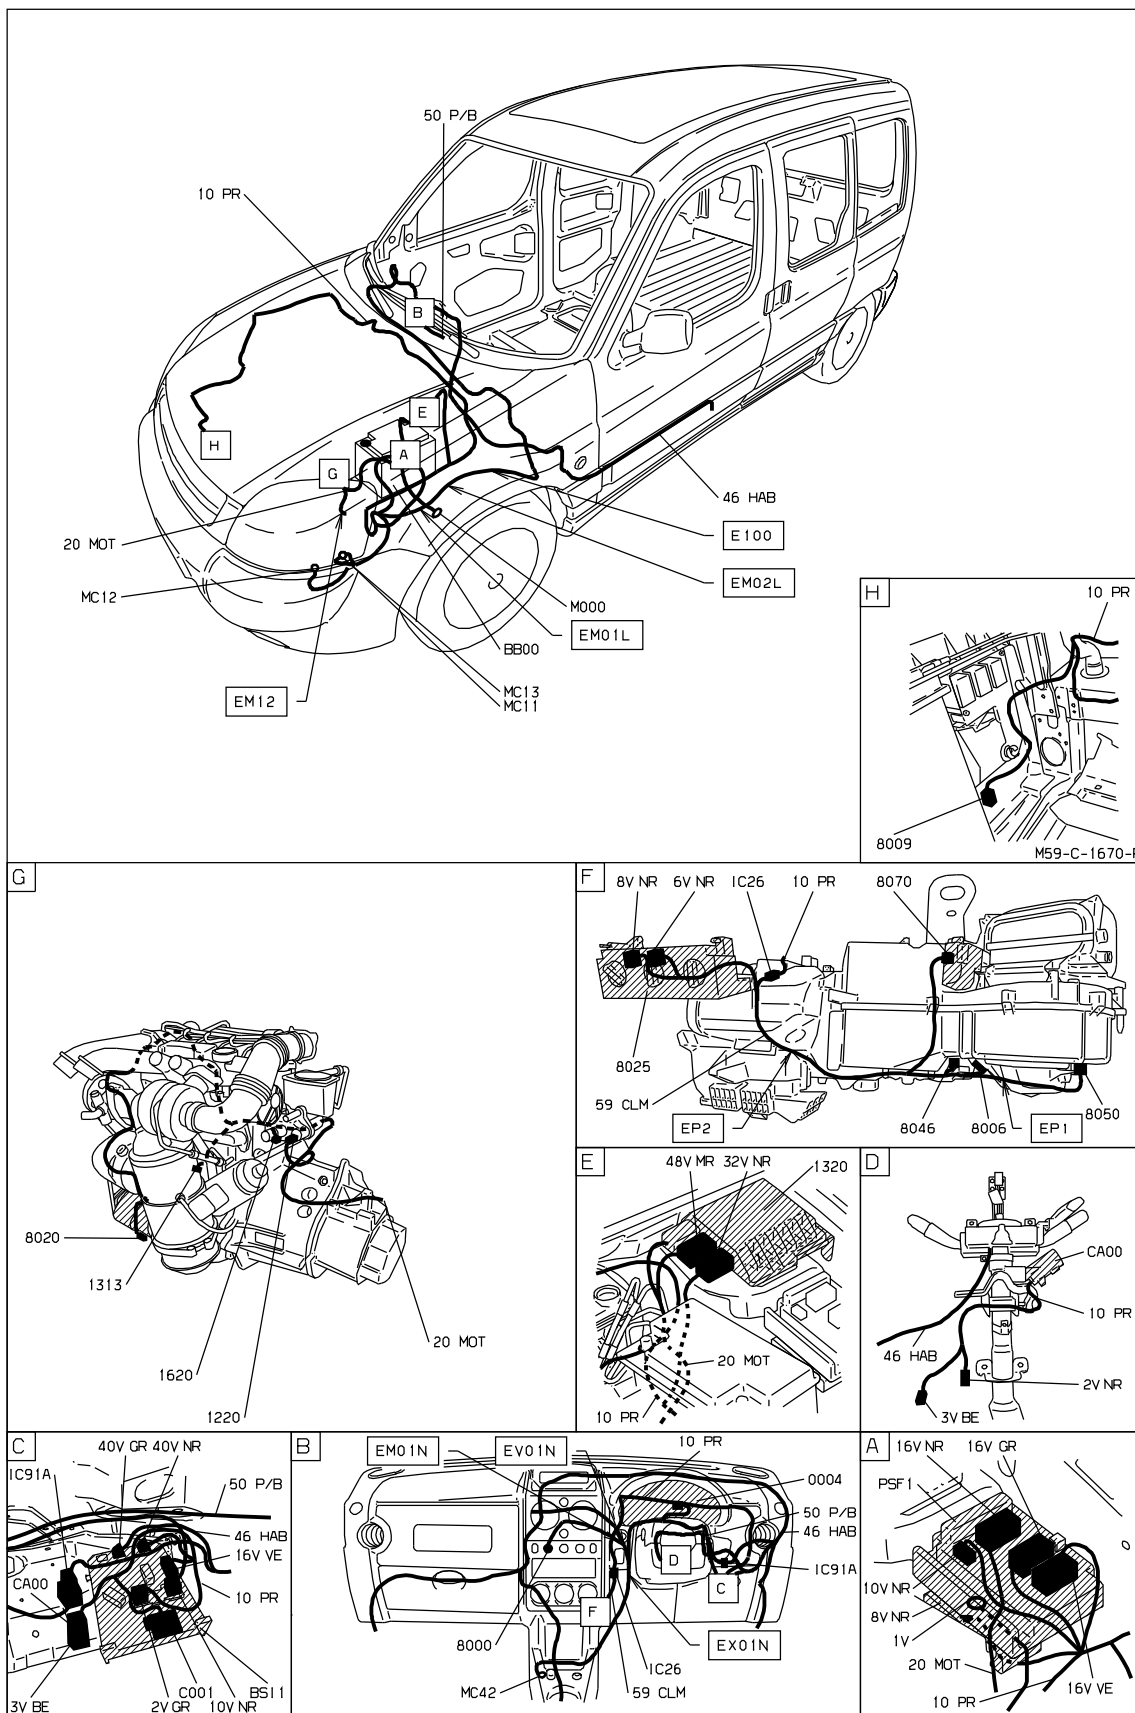 50 P/B
10 PR
B
E
H
A
G
46 HAB
20 MOT
E100
EM02L
MC12
M000
EM01L
BB00
MC13
MC11
EM12
H
10 PR
8009
G
8020
1313
20 MOT
1620
1220
F
8V NR
6V NR
IC26
10 PR
8070
8025
59 CLM
EP2
8046
8006
EP1
8050
E
48V MR
32V NR
1320
20 MOT
10 PR
D
CA00
10 PR
46 HAB
2V NR
3V BE
C
40V GR
40V NR
IC91A
50 P/B
46 HAB
16V VE
CA00
10 PR
3V BE
C001
BSI1
2V GR
10V NR
B
EM01N
EV01N
10 PR
0004
50 P/B
46 HAB
D
IC91A
C
F
8000
EX01N
IC26
MC42
59 CLM
A
16V NR
16V GR
PSF1
10V NR
8V NR
1V
20 MOT
10 PR
16V VE